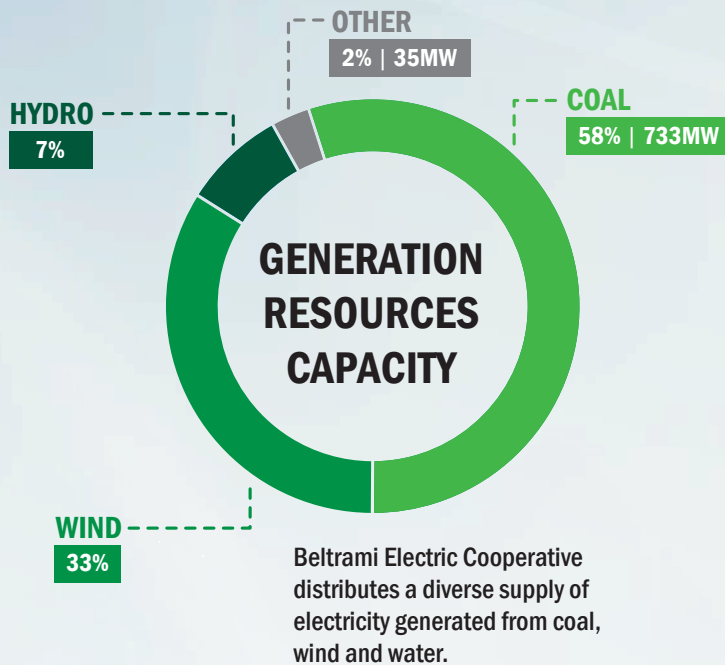 OTHER
2% | 35MW
HYDRO
7%
COAL
58% | 733MW
GENERATION
RESOURCES
CAPACITY
WIND
33%
Beltrami Electric Cooperative
distributes a diverse supply of
electricity generated from coal,
wind and water.